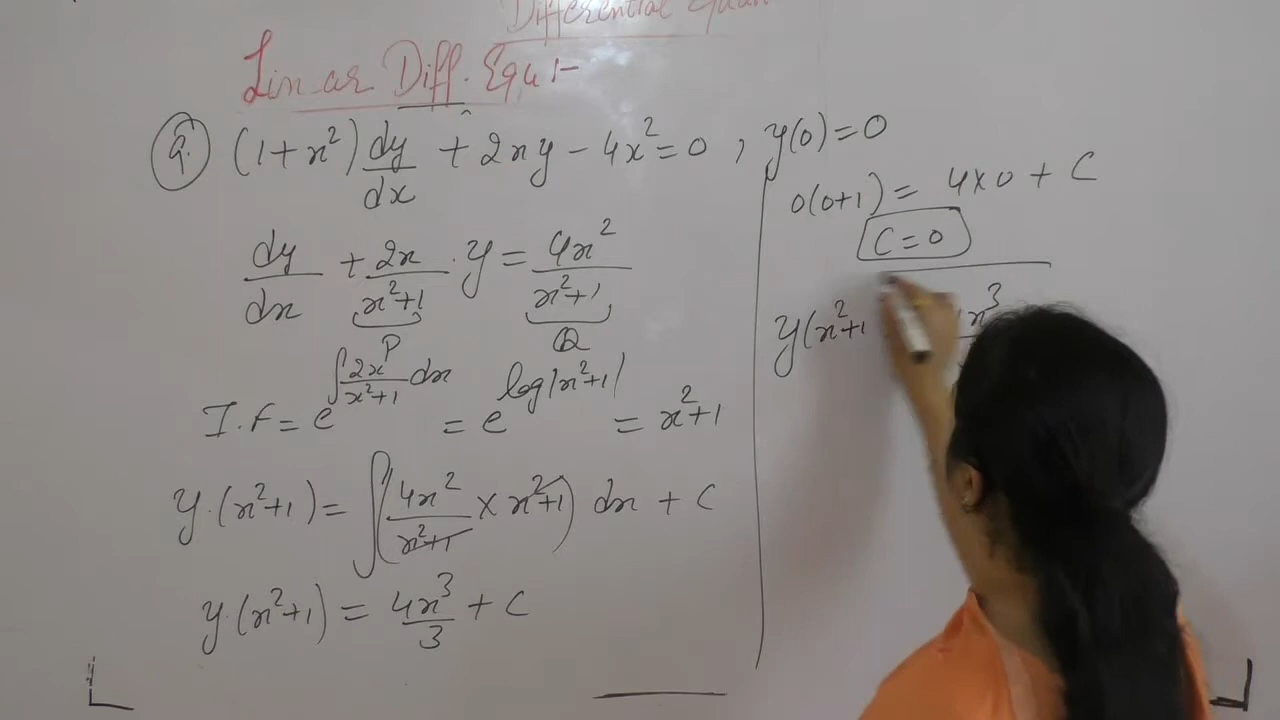 Differential Equan
Linear Diff. Equ:-
Q. (1+x²) dy/dx + 2xy - 4x² = 0 , y(0) = 0
dy/dx + 2x/(x²+1) . y = 4x²/(x²+1)
P Q
I.F = e^∫ 2x/(x²+1) dx = e^log|x²+1| = x²+1
y.(x²+1) = ∫(4x²/(x²+1) × x²+1) dx + C
y.(x²+1) = 4x³/3 + C
0(0+1) = 4×0 + C
C = 0
y(x²+1 x³